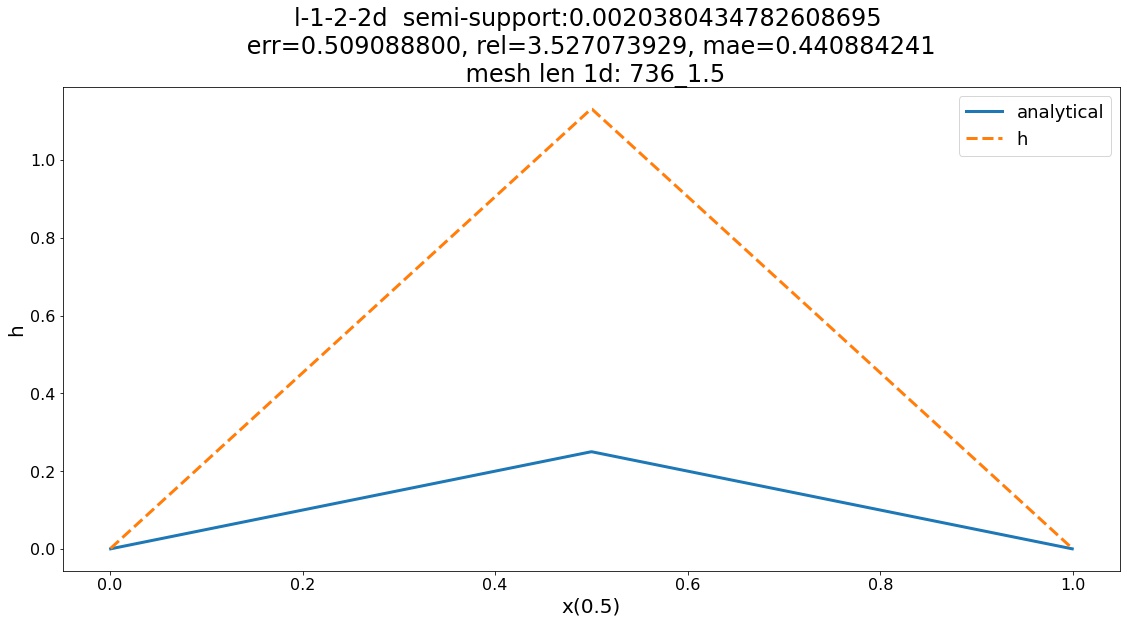 l-1-2-2d  semi-support:0.0020380434782608695
err=0.509088800, rel=3.527073929, mae=0.440884241
mesh len 1d: 736_1.5
analytical
h
1.0
0.8
0.6
0.4
0.2
0.0
h
0.0 0.2 0.4 0.6 0.8 1.0
x(0.5)